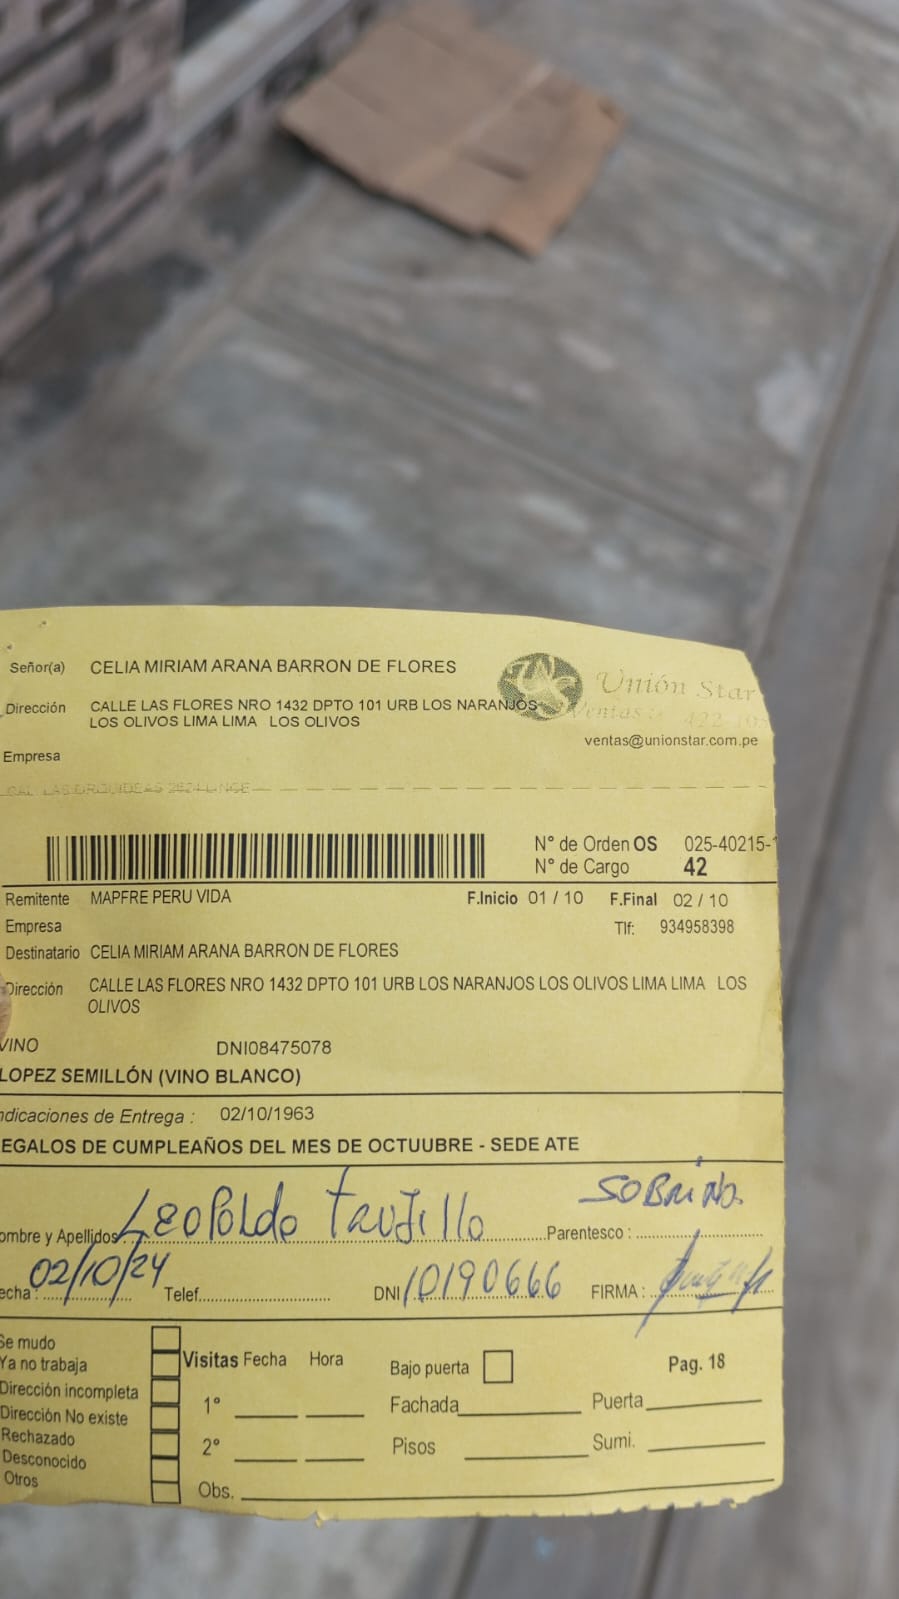 Señor(a) CELIA MIRIAM ARANA BARRON DE FLORES
Unión Star
Dirección CALLE LAS FLORES NRO 1432 DPTO 101 URB LOS NARANJOS
LOS OLIVOS LIMA LIMA LOS OLIVOS
Ventas
ventas@unionstar.com.pe
Empresa
CAL LAS ORQUIDEAS LINCE
N° de Orden OS 025-40215-
N° de Cargo 42
Remitente MAPFRE PERU VIDA F.Inicio 01 / 10 F.Final 02 / 10
Empresa Tlf: 934958398
Destinatario CELIA MIRIAM ARANA BARRON DE FLORES
Dirección CALLE LAS FLORES NRO 1432 DPTO 101 URB LOS NARANJOS LOS OLIVOS LIMA LIMA LOS
OLIVOS
VINO DNI08475078
LOPEZ SEMILLÓN (VINO BLANCO)
ndicaciones de Entrega : 02/10/1963
EGALOS DE CUMPLEAÑOS DEL MES DE OCTUUBRE - SEDE ATE
ombre y Apellidos Leopoldo Trujillo Parentesco : SOBRINO.
echa : 02/10/24 Telef. DNI 10190666 FIRMA :
Se mudo
Ya no trabaja
Dirección incompleta
Dirección No existe
Rechazado
Desconocido
Otros
Visitas Fecha Hora
1°
2°
Obs.
Bajo puerta Pag. 18
Fachada Puerta
Pisos Sumi.